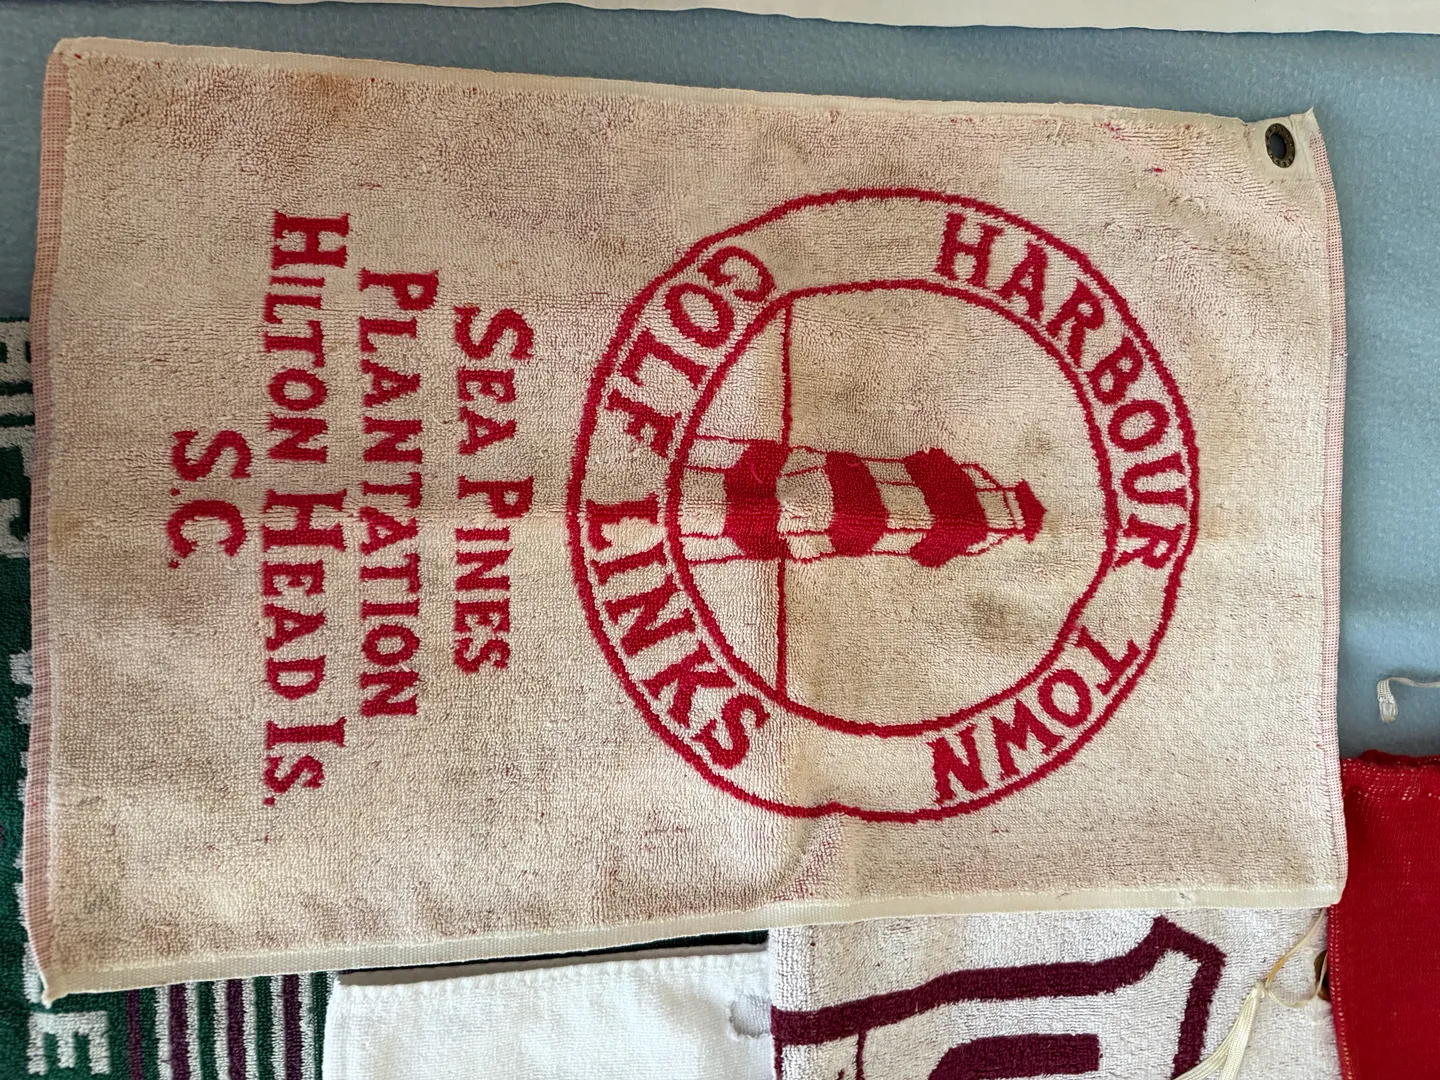 HARBOUR TOWN
GOLF LINKS
SEA PINES
PLANTATION
HILTON HEAD IS.
S.C.